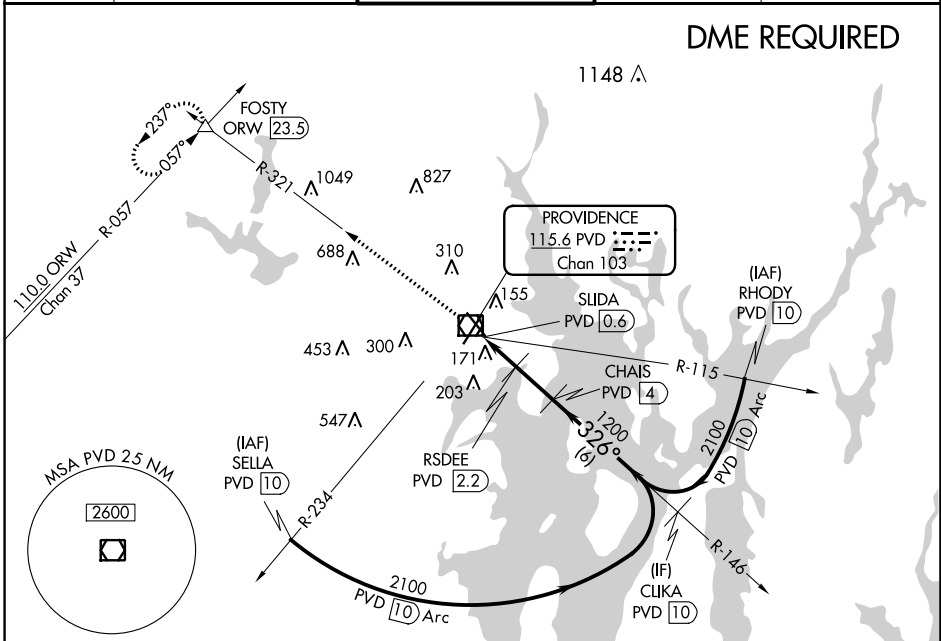 DME REQUIRED
1148
FOSTY
ORW 23.5
237°
057°
R-321
1049
827
R-057
110.0 ORW
Chan 37
PROVIDENCE
115.6 PVD
Chan 103
688
310
155
(IAF)
RHODY
PVD 10
SLIDA
PVD 0.6
453
300
171
R-115
203
CHAIS
PVD 4
547
1200
326°
(6)
2100
PVD 10 Arc
(IAF)
SELLA
PVD 10
RSDEE
PVD 2.2
MSA PVD 25 NM
2600
R-234
R-146
2100
PVD 10 Arc
(IF)
CLIKA
PVD 10